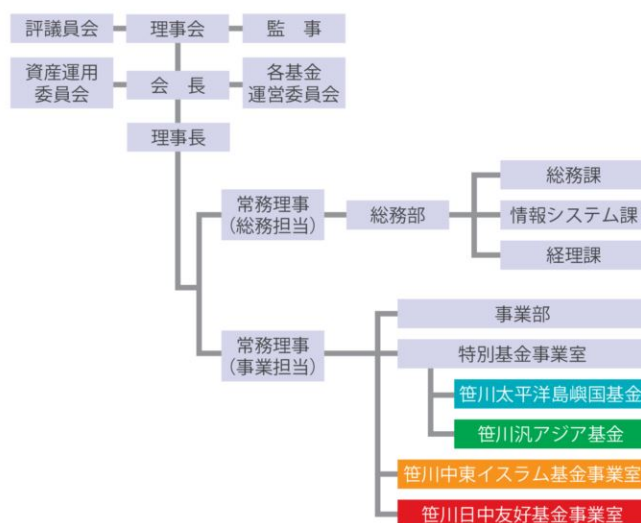 評議員会
理事会
監　事
資産運用
委員会
会　長
各基金
運営委員会
理事長
常務理事
（総務担当）
総務部
総務課
情報システム課
経理課
常務理事
（事業担当）
事業部
特別基金事業室
笹川太平洋島嶼国基金
笹川汎アジア基金
笹川中東イスラム基金事業室
笹川日中友好基金事業室